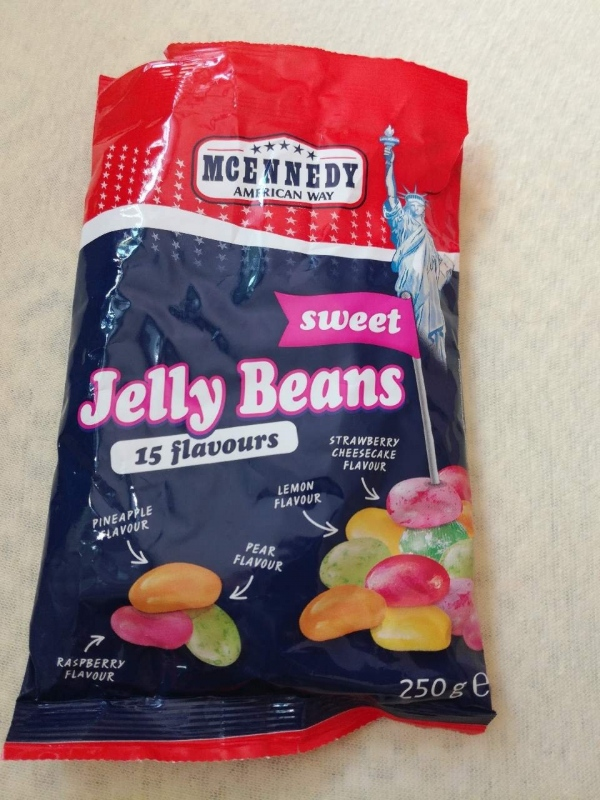 MCENNEDY
AMERICAN WAY
sweet
Jelly Beans
15 flavours
STRAWBERRY
CHEESECAKE
FLAVOUR
LEMON
FLAVOUR
PINEAPPLE
FLAVOUR
PEAR
FLAVOUR
RASPBERRY
FLAVOUR
250 g ℮